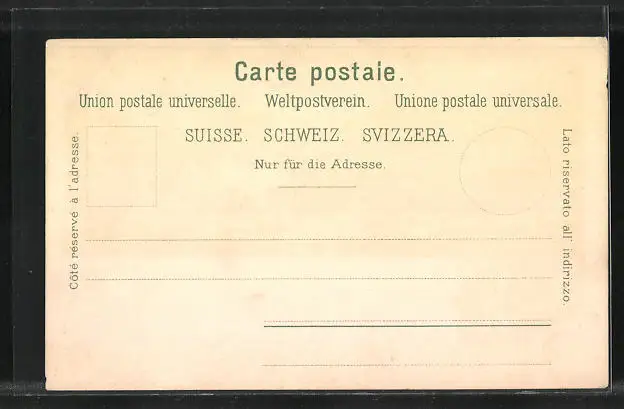 Carte postale.
Union postale universelle. Weltpostverein. Unione postale universale.
SUISSE. SCHWEIZ. SVIZZERA.
Nur für die Adresse.
Côté réservé à l'adresse.
Lato riservato all' indirizzo.